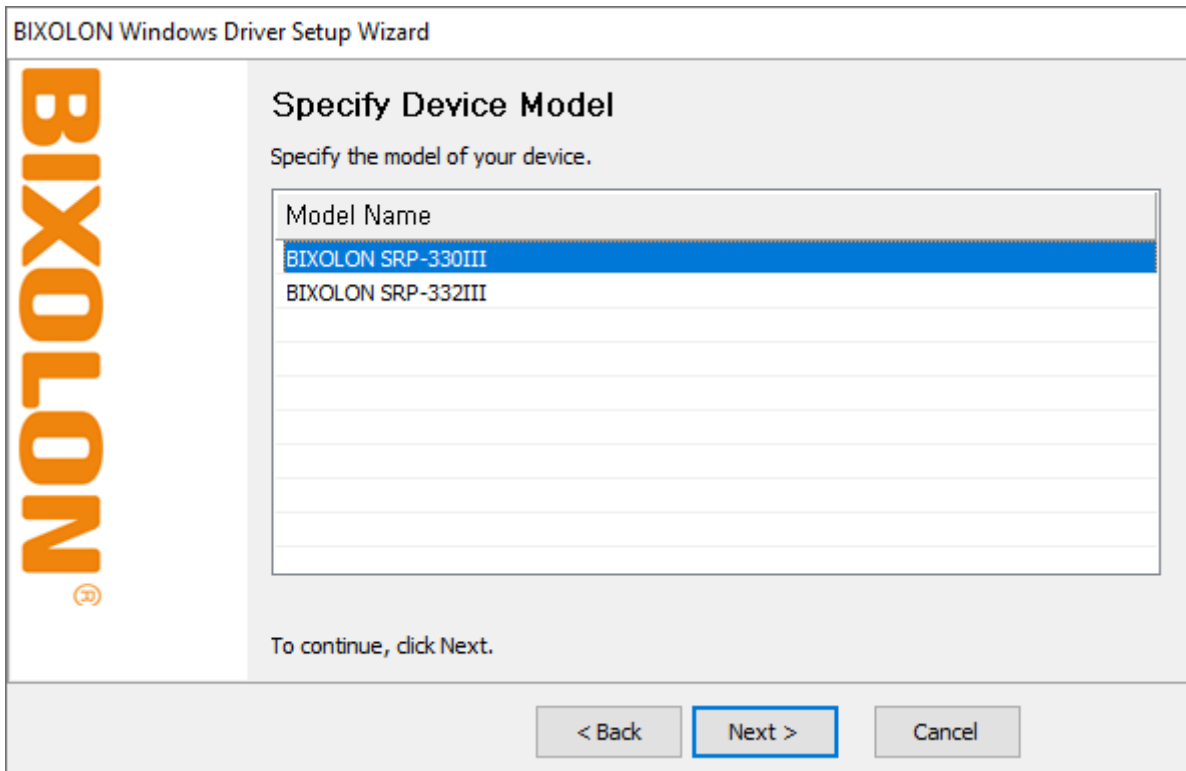 BIXOLON Windows Driver Setup Wizard
BIXOLON®
Specify Device Model
Specify the model of your device.
Model Name
BIXOLON SRP-330III
BIXOLON SRP-332III
To continue, click Next.
< Back
Next >
Cancel